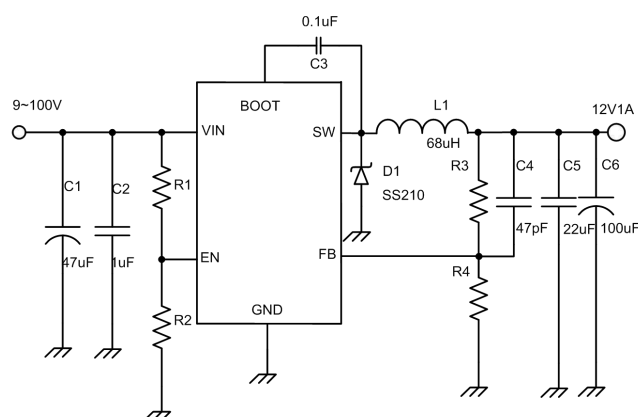 0.1uF
C3
9~100V
BOOT
L1
12V1A
VIN
SW
68uH
C1
C2
R1
D1
SS210
R3
C4
C5
C6
47uF
1uF
EN
FB
47pF
22uF
100uF
R2
GND
R4